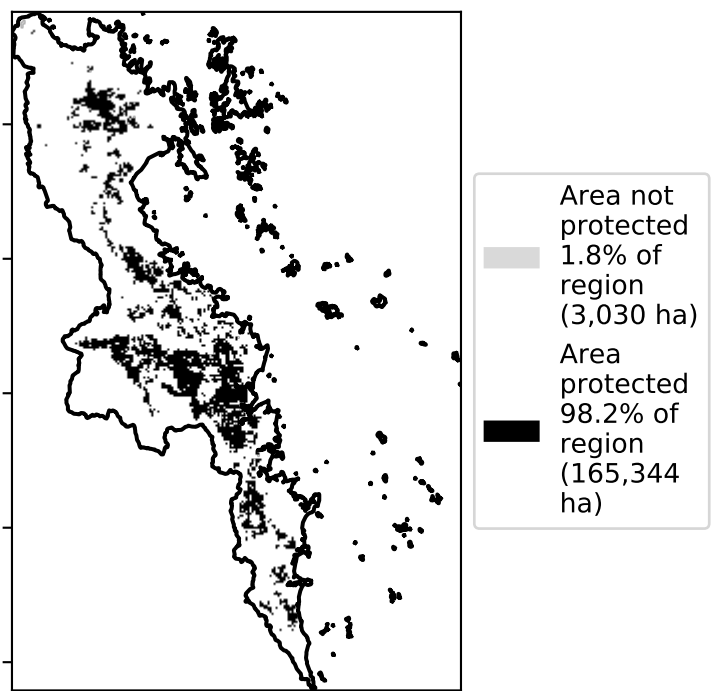 Area not
protected
1.8% of
region
(3,030 ha)
Area
protected
98.2% of
region
(165,344
ha)